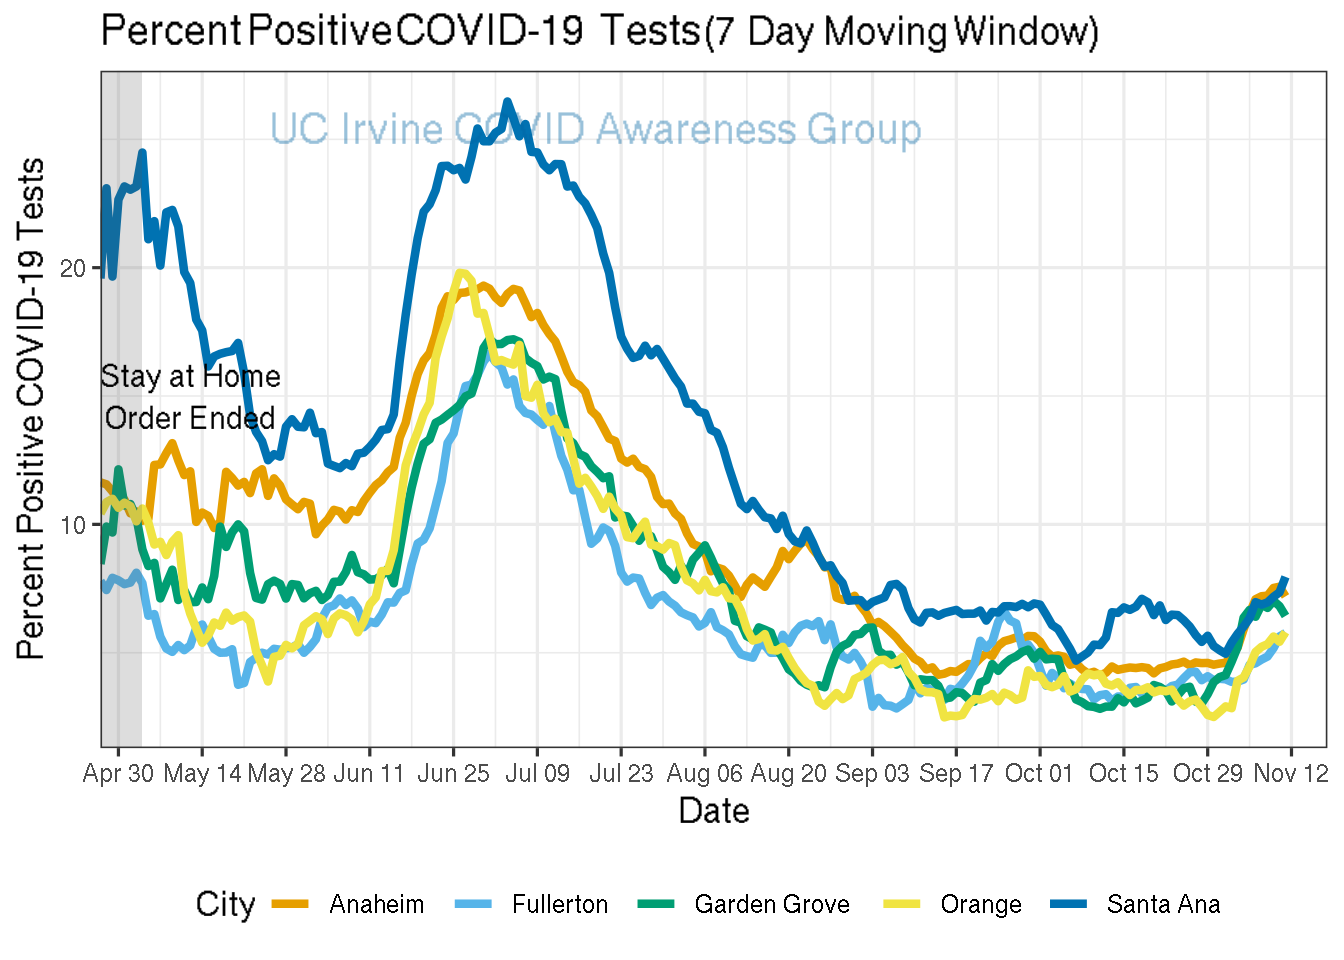 Percent Positive COVID-19 Tests (7 Day Moving Window)
UC Irvine COVID Awareness Group
Percent Positive COVID-19 Tests
20
10
Stay at Home
Order Ended
Apr 30 May 14 May 28 Jun 11 Jun 25 Jul 09 Jul 23 Aug 06 Aug 20 Sep 03 Sep 17 Oct 01 Oct 15 Oct 29 Nov 12
Date
City Anaheim Fullerton Garden Grove Orange Santa Ana